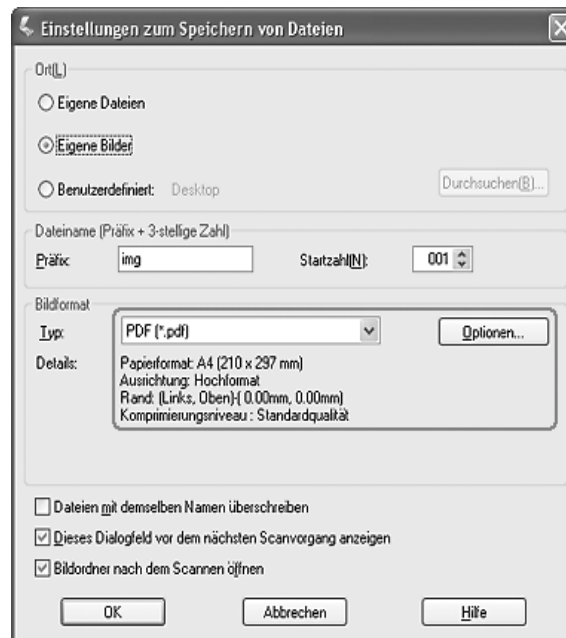 Einstellungen zum Speichern von Dateien
Ort(L)
Eigene Dateien
Eigene Bilder
Benutzerdefiniert: Desktop Durchsuchen(B)...
Dateiname (Präfix + 3-stellige Zahl)
Präfix: img Startzahl(N): 001
Bildformat
Typ: PDF (*.pdf) Optionen...
Details: Papierformat: A4 (210 x 297 mm)
Ausrichtung: Hochformat
Rand: (Links, Oben)-( 0.00mm, 0.00mm)
Komprimierungsniveau : Standardqualität
Dateien mit demselben Namen überschreiben
Dieses Dialogfeld vor dem nächsten Scanvorgang anzeigen
Bildordner nach dem Scannen öffnen
OK Abbrechen Hilfe